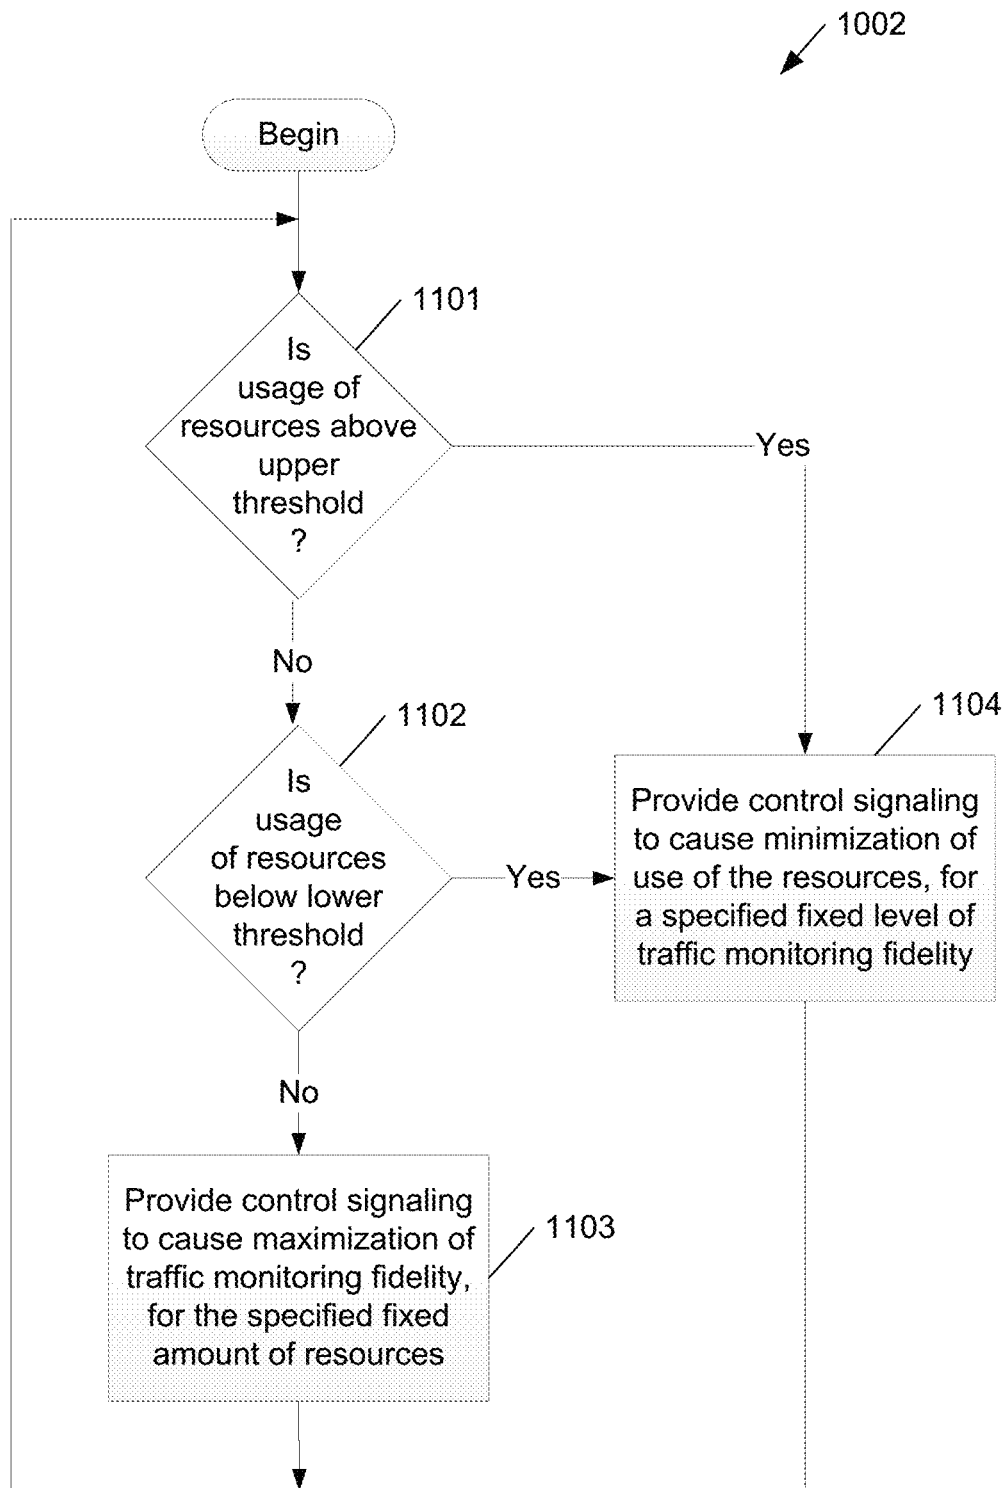 1002
Begin
1101
Is
usage of
resources above
upper
threshold
?
Yes
No
1102
1104
Is
usage
of resources
below lower
threshold
?
Yes
Provide control signaling
to cause minimization of
use of the resources, for
a specified fixed level of
traffic monitoring fidelity
No
Provide control signaling
to cause maximization of
traffic monitoring fidelity,
for the specified fixed
amount of resources
1103